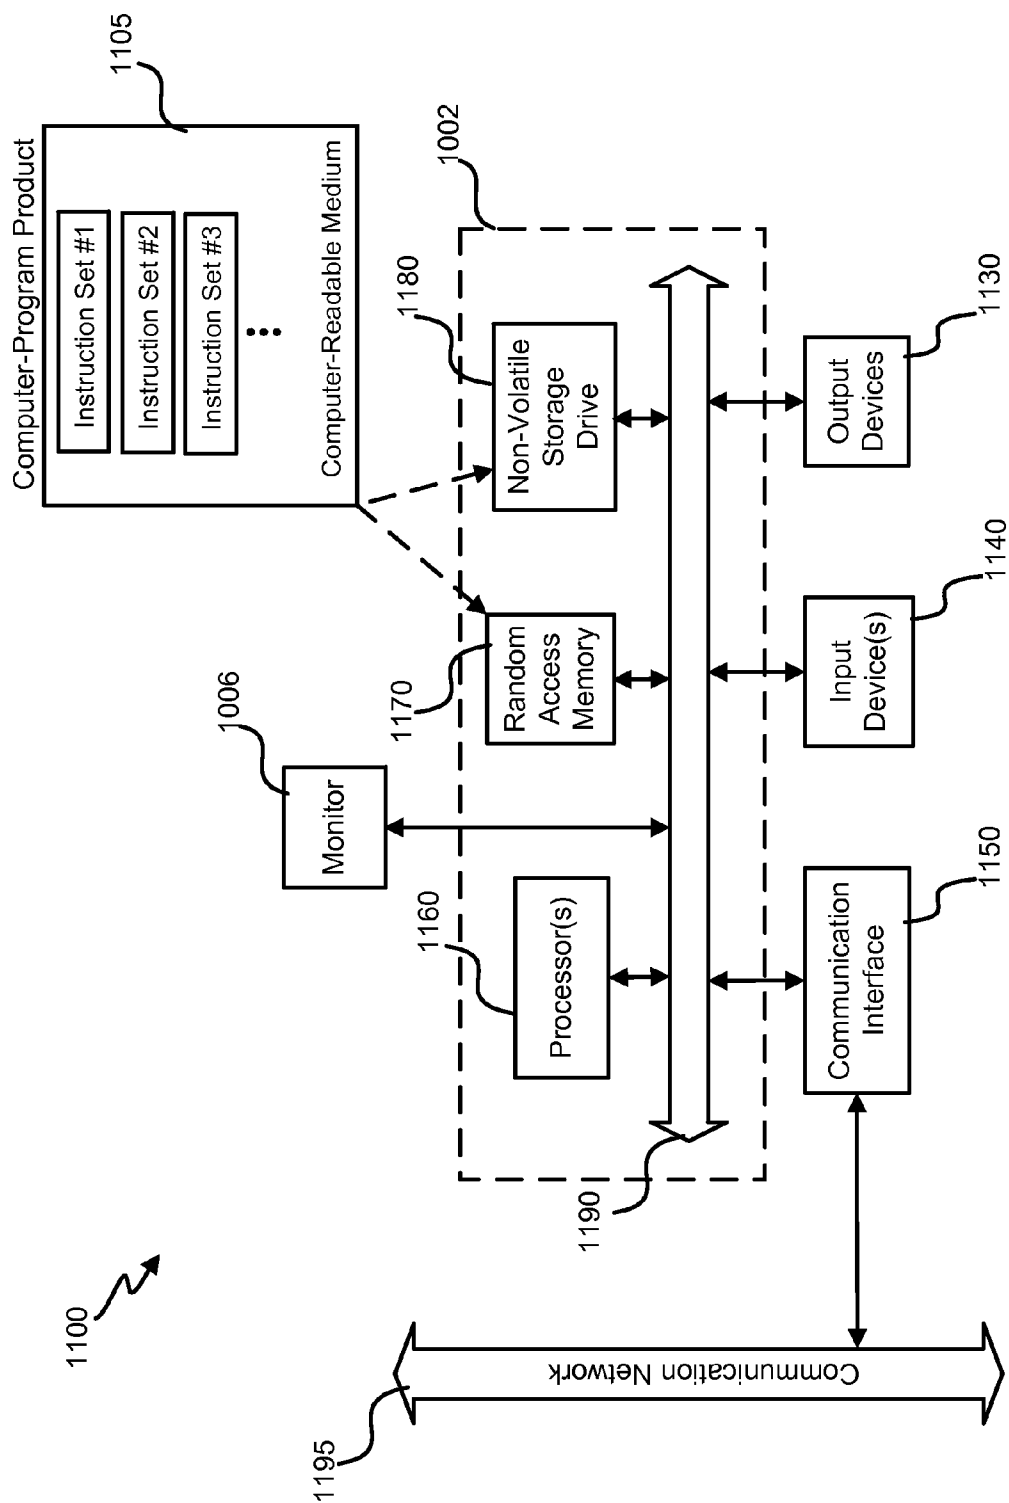 Computer-Program Product
1105
Instruction Set #1
Instruction Set #2
Instruction Set #3
Computer-Readable Medium
1100
1006
Monitor
1002
1160
Processor(s)
1170
Random
Access
Memory
1180
Non-Volatile
Storage
Drive
1190
1195
Communication Network
Communication
Interface
1150
Input
Device(s)
1140
Output
Devices
1130